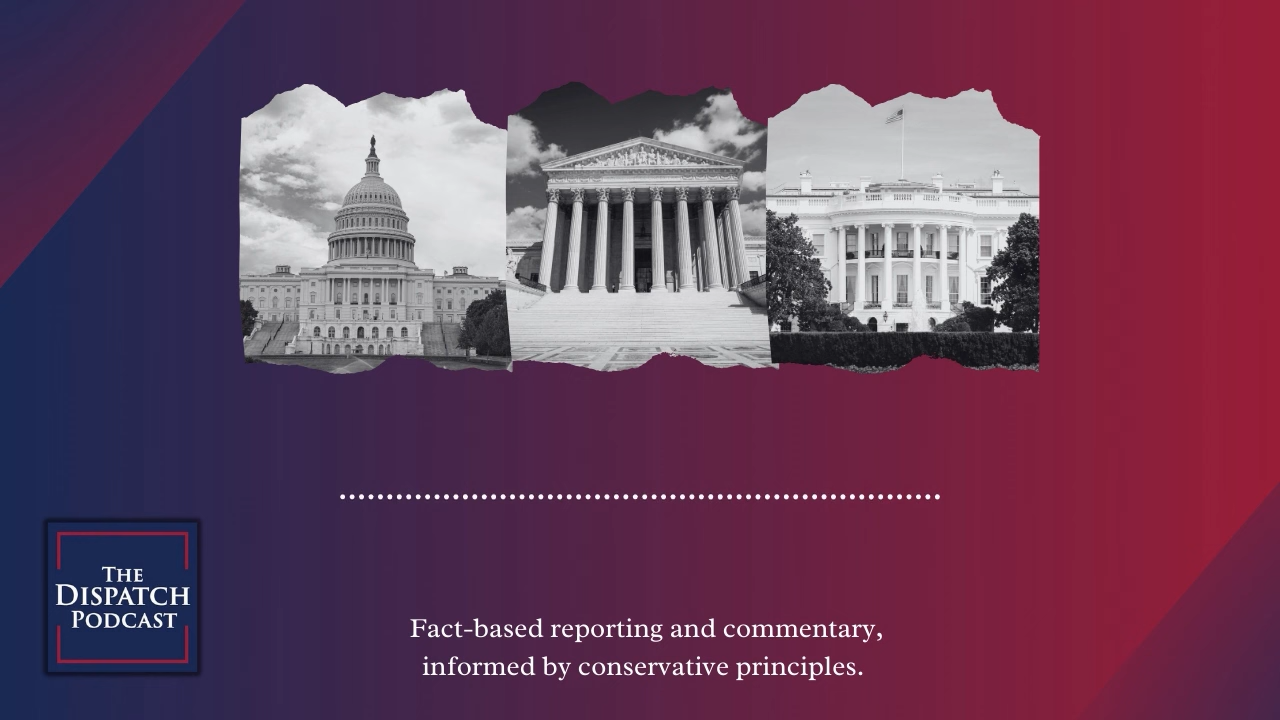 The
Dispatch
Podcast
Fact-based reporting and commentary,
informed by conservative principles.